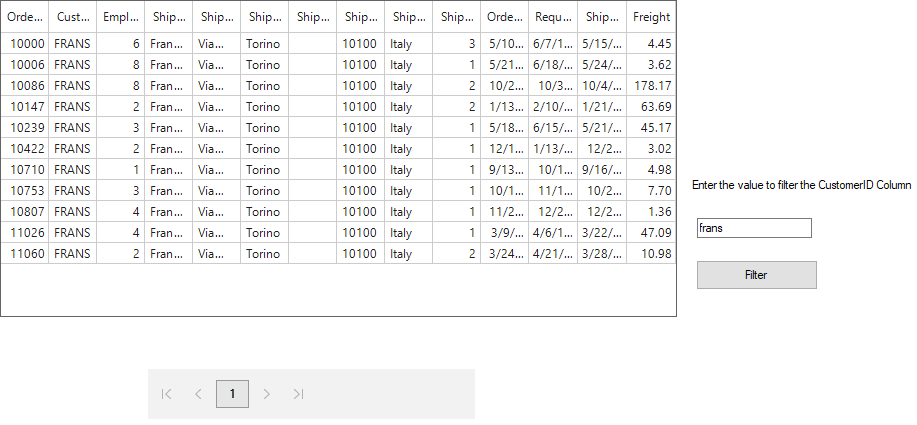 Orde... Cust... Empl... Ship... Ship... Ship... Ship... Ship... Ship... Ship... Orde... Requ... Ship... Freight
10000 FRANS 6 Fran... Via... Torino 10100 Italy 3 5/10... 6/7/1... 5/15/... 4.45
10006 FRANS 8 Fran... Via... Torino 10100 Italy 1 5/21... 6/18/... 5/24/... 3.62
10086 FRANS 8 Fran... Via... Torino 10100 Italy 2 10/2... 10/3... 10/4/... 178.17
10147 FRANS 2 Fran... Via... Torino 10100 Italy 2 1/13... 2/10/... 1/21/... 63.69
10239 FRANS 3 Fran... Via... Torino 10100 Italy 1 5/18... 6/15/... 5/21/... 45.17
10422 FRANS 2 Fran... Via... Torino 10100 Italy 1 12/1... 1/13/... 12/2... 3.02
10710 FRANS 1 Fran... Via... Torino 10100 Italy 1 9/13... 10/1... 9/16/... 4.98
10753 FRANS 3 Fran... Via... Torino 10100 Italy 1 10/1... 11/1... 10/2... 7.70
10807 FRANS 4 Fran... Via... Torino 10100 Italy 1 11/2... 12/2... 12/2... 1.36
11026 FRANS 4 Fran... Via... Torino 10100 Italy 1 3/9/... 4/6/1... 3/22/... 47.09
11060 FRANS 2 Fran... Via... Torino 10100 Italy 2 3/24... 4/21/... 3/28/... 10.98
Enter the value to filter the CustomerID Column
frans
Filter
1